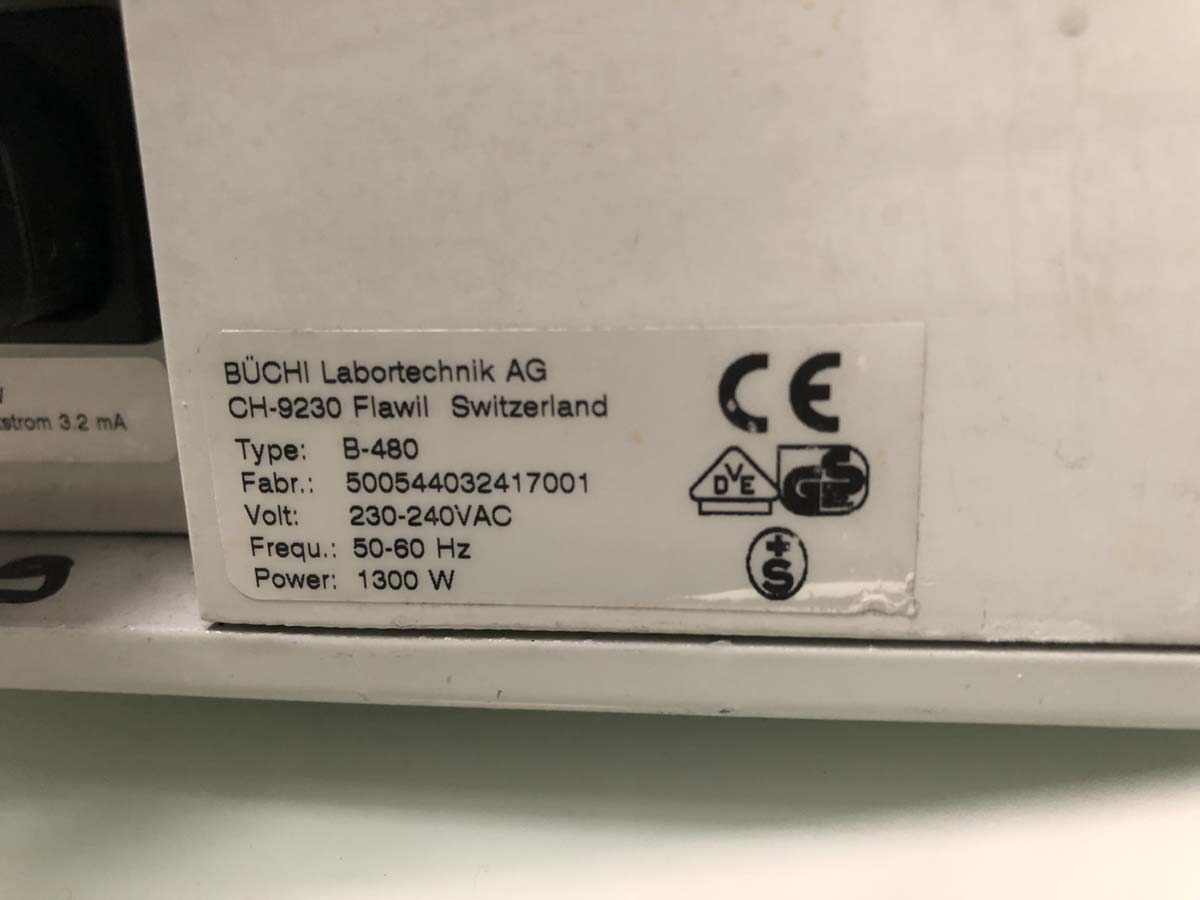 BÜCHI Labortechnik AG
CH-9230 Flawil Switzerland
Type: B-480
Fabr.: 500544032417001
Volt: 230-240VAC
Frequ.: 50-60 Hz
Power: 1300 W
CE
DVE
GS
+S
strom 3.2 mA